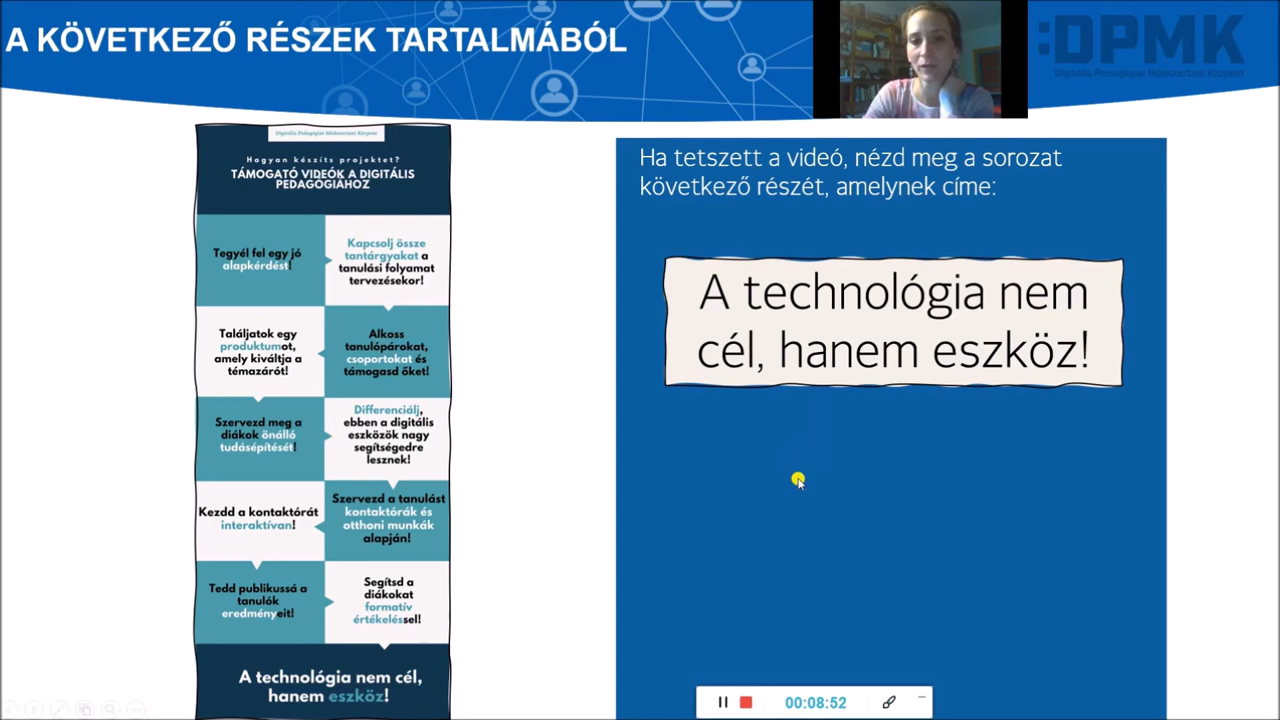 A KÖVETKEZŐ RÉSZEK TARTALMÁBÓL
:DPMK
Digitális Pedagógiai Módszertani Központ
Digitális Pedagógiai Módszertani Központ
Hogyan készíts projektet?
TÁMOGATÓ VIDEÓK A DIGITÁLIS
PEDAGÓGIÁHOZ
Tegyél fel egy jó
alapkérdést!
Kapcsolj össze
tantárgyakat a
tanulási folyamat
tervezésekor!
Találjatok egy
produktumot,
amely kiváltja a
témazárót!
Alkoss
tanulópárokat,
csoportokat és
támogasd őket!
Szervezd meg a
diákok önálló
tudásépítését!
Differenciálj,
ebben a digitális
eszközök nagy
segítségedre
lesznek!
Kezdd a kontaktórát
interaktívan!
Szervezd a tanulást
kontaktórák és
otthoni munkák
alapján!
Tedd publikussá a
tanulók
eredményeit!
Segítsd a
diákokat
formatív
értékeléssel!
A technológia nem cél,
hanem eszköz!
Ha tetszett a videó, nézd meg a sorozat
következő részét, amelynek címe:
A technológia nem
cél, hanem eszköz!
00:08:52